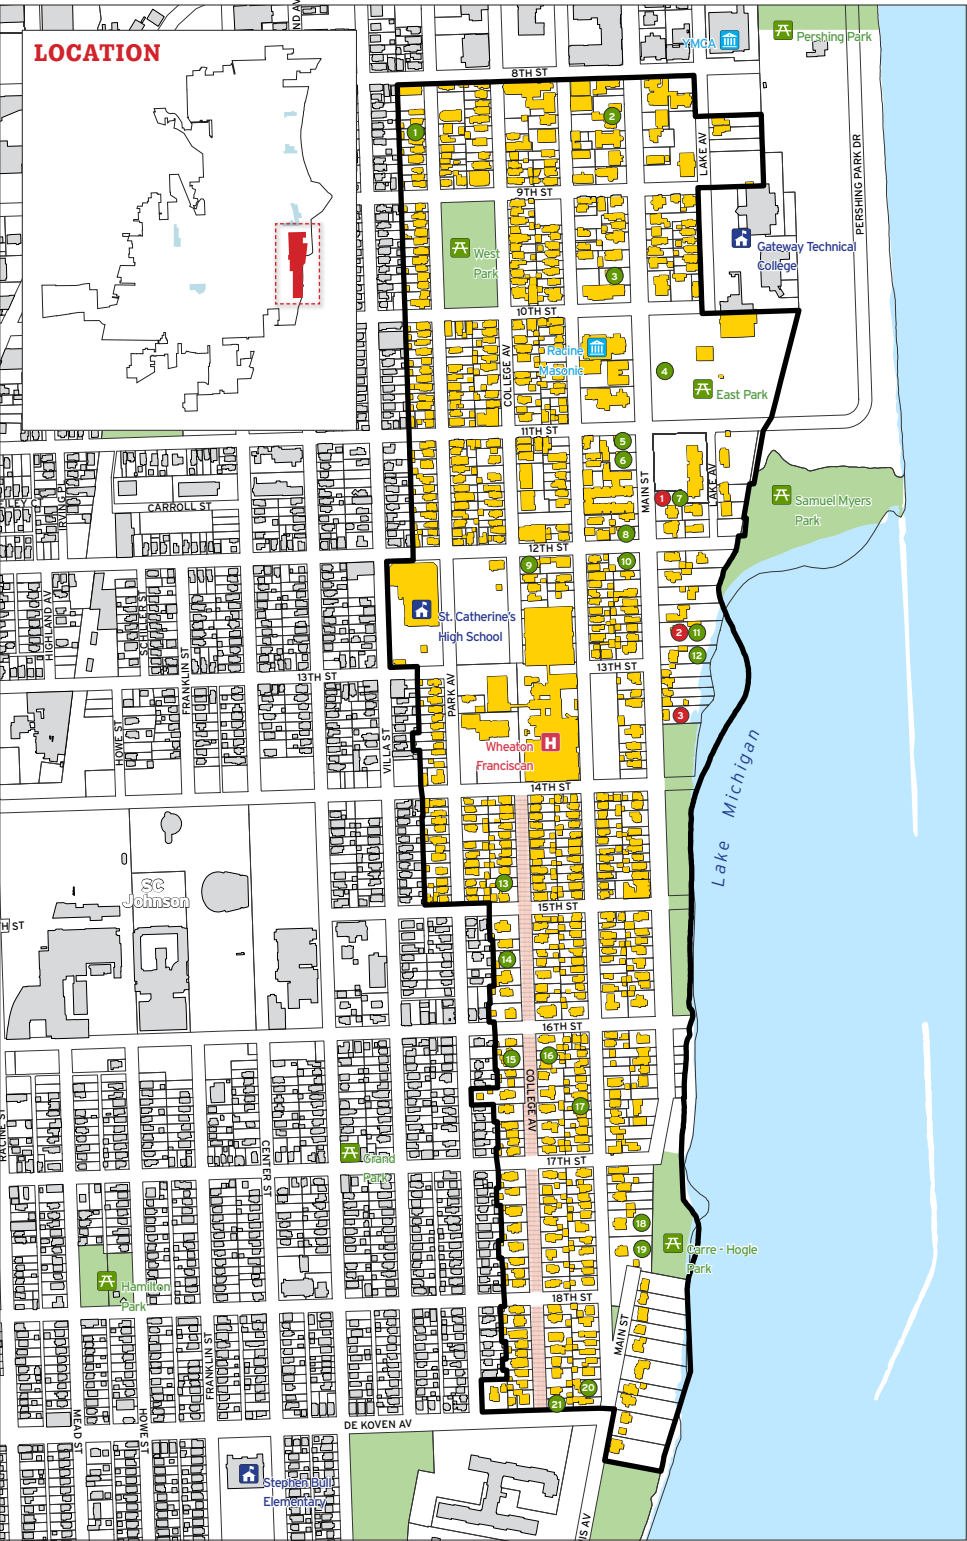 LOCATION
ND AV
YMCA
Pershing Park
8TH ST
1
2
LAKE AV
PERSHING PARK DR
9TH ST
West
Park
Gateway Technical
College
3
10TH ST
COLLEGE AV
Racine
Masonic
4
East Park
11TH ST
5
6
MAIN ST
LAKE AV
1
7
Samuel Myers
Park
CARROLL ST
8
12TH ST
9
10
HIGHLAND AV
FRANKLIN ST
St. Catherine's
High School
2
11
12
13TH ST
13TH ST
PARK AV
3
HOWE ST
VILLA ST
Wheaton
Franciscan
Lake Michigan
14TH ST
SC
Johnson
13
15TH ST
H ST
14
16TH ST
15
16
COLLEGE AV
17
RACINE ST
CENTER ST
Grand
Park
17TH ST
18
19
Carre - Hogle
Park
Hamilton
Park
18TH ST
MAIN ST
FRANKLIN ST
20
21
MEAD ST
HOWE ST
DE KOVEN AV
Stephen Bull
Elementary
IS AV